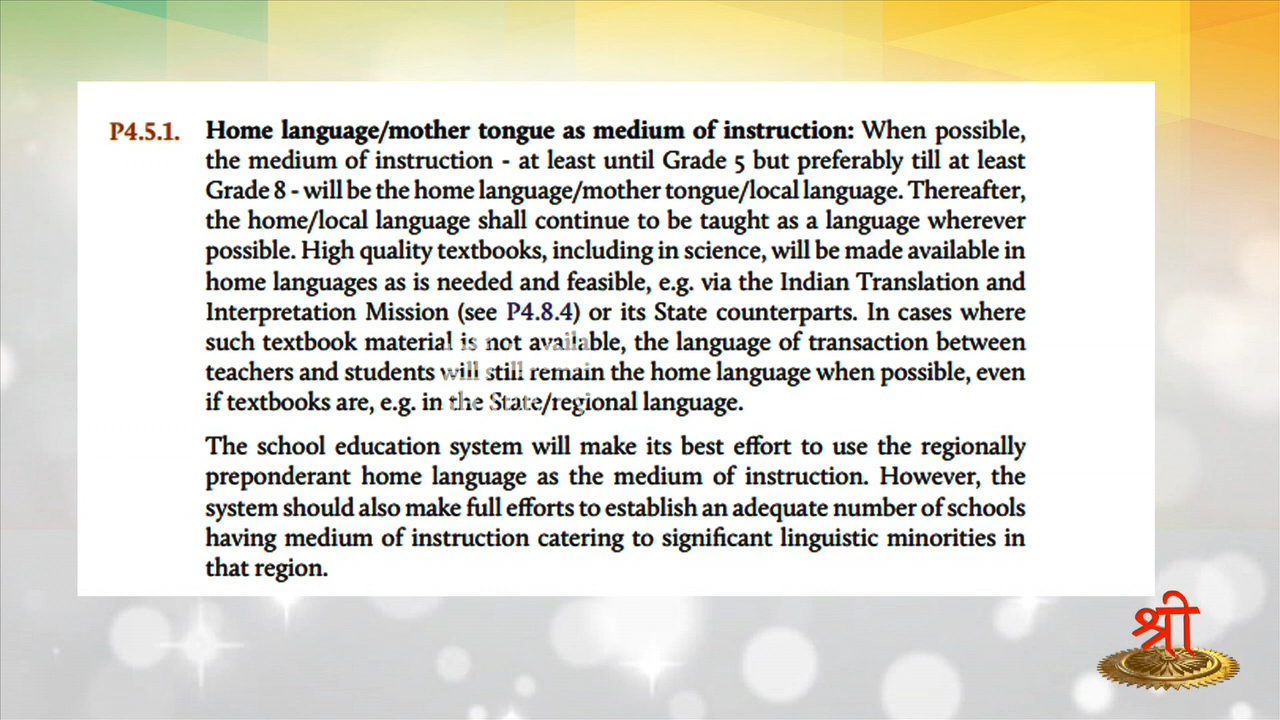 P4.5.1. Home language/mother tongue as medium of instruction: When possible,
the medium of instruction - at least until Grade 5 but preferably till at least
Grade 8 - will be the home language/mother tongue/local language. Thereafter,
the home/local language shall continue to be taught as a language wherever
possible. High quality textbooks, including in science, will be made available in
home languages as is needed and feasible, e.g. via the Indian Translation and
Interpretation Mission (see P4.8.4) or its State counterparts. In cases where
such textbook material is not available, the language of transaction between
teachers and students will still remain the home language when possible, even
if textbooks are, e.g. in the State/regional language.
The school education system will make its best effort to use the regionally
preponderant home language as the medium of instruction. However, the
system should also make full efforts to establish an adequate number of schools
having medium of instruction catering to significant linguistic minorities in
that region.
श्री